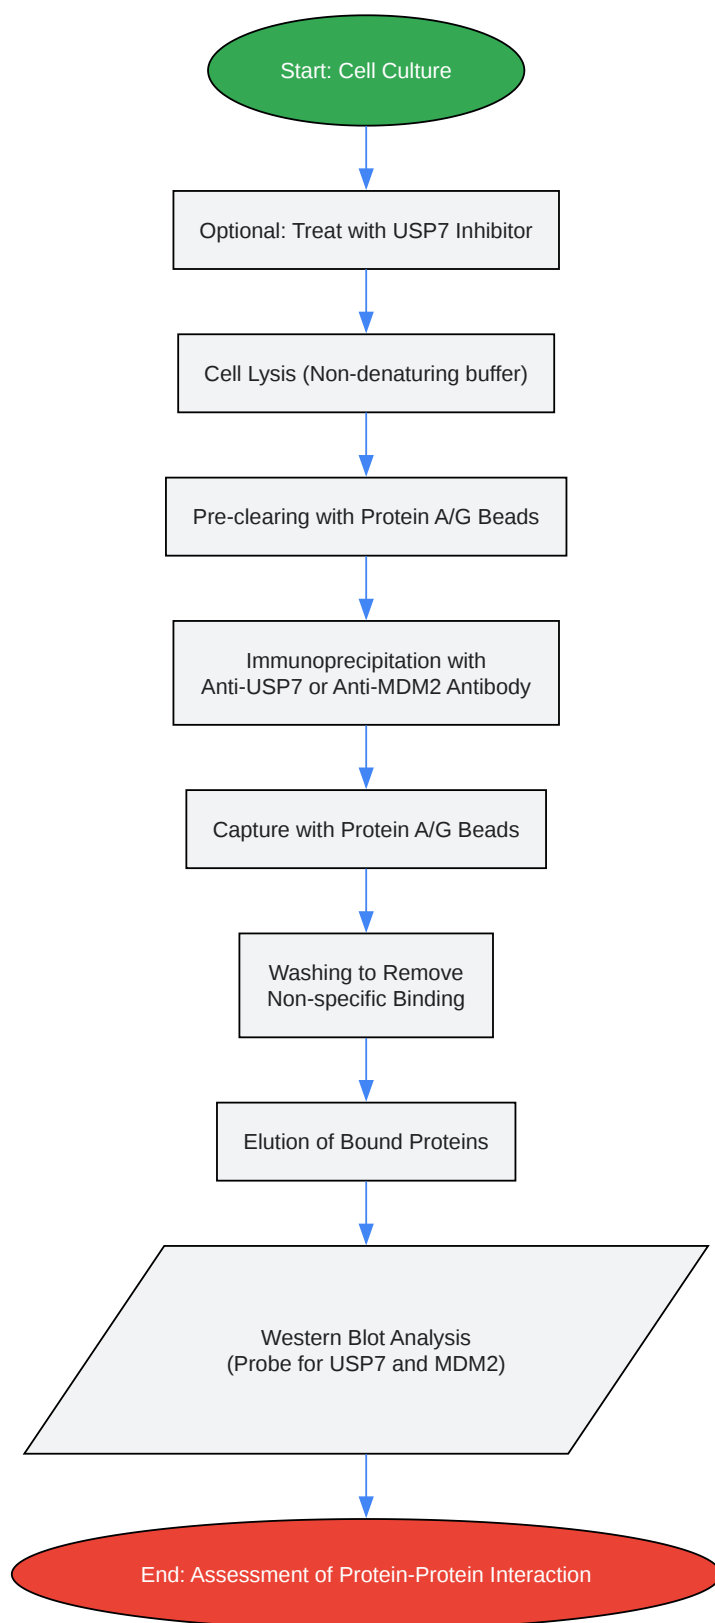 Start: Cell Culture
Optional: Treat with USP7 Inhibitor
Cell Lysis (Non-denaturing buffer)
Pre-clearing with Protein A/G Beads
Immunoprecipitation with
Anti-USP7 or Anti-MDM2 Antibody
Capture with Protein A/G Beads
Washing to Remove
Non-specific Binding
Elution of Bound Proteins
Western Blot Analysis
(Probe for USP7 and MDM2)
End: Assessment of Protein-Protein Interaction